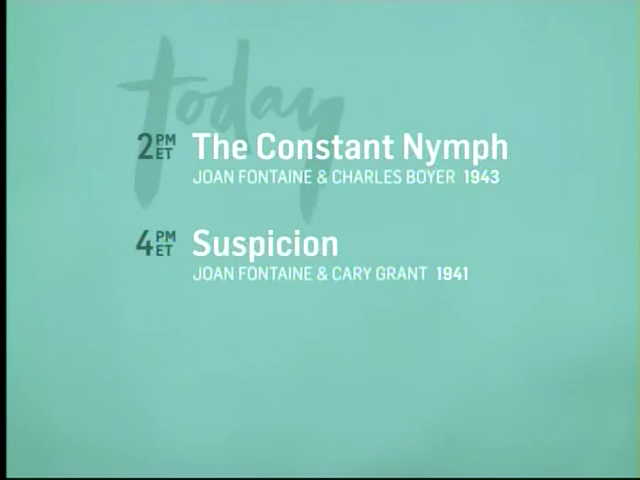 today
2 PM ET The Constant Nymph
JOAN FONTAINE & CHARLES BOYER 1943
4 PM ET Suspicion
JOAN FONTAINE & CARY GRANT 1941